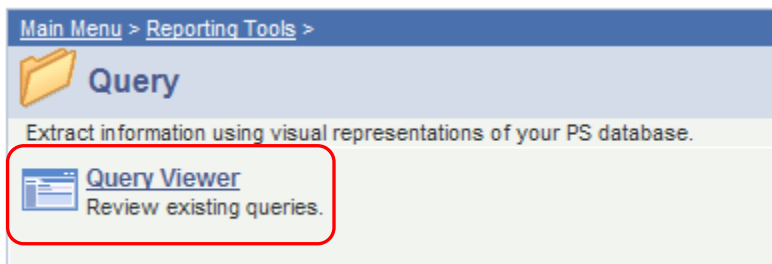 Main Menu > Reporting Tools >
Query
Extract information using visual representations of your PS database.
Query Viewer
Review existing queries.